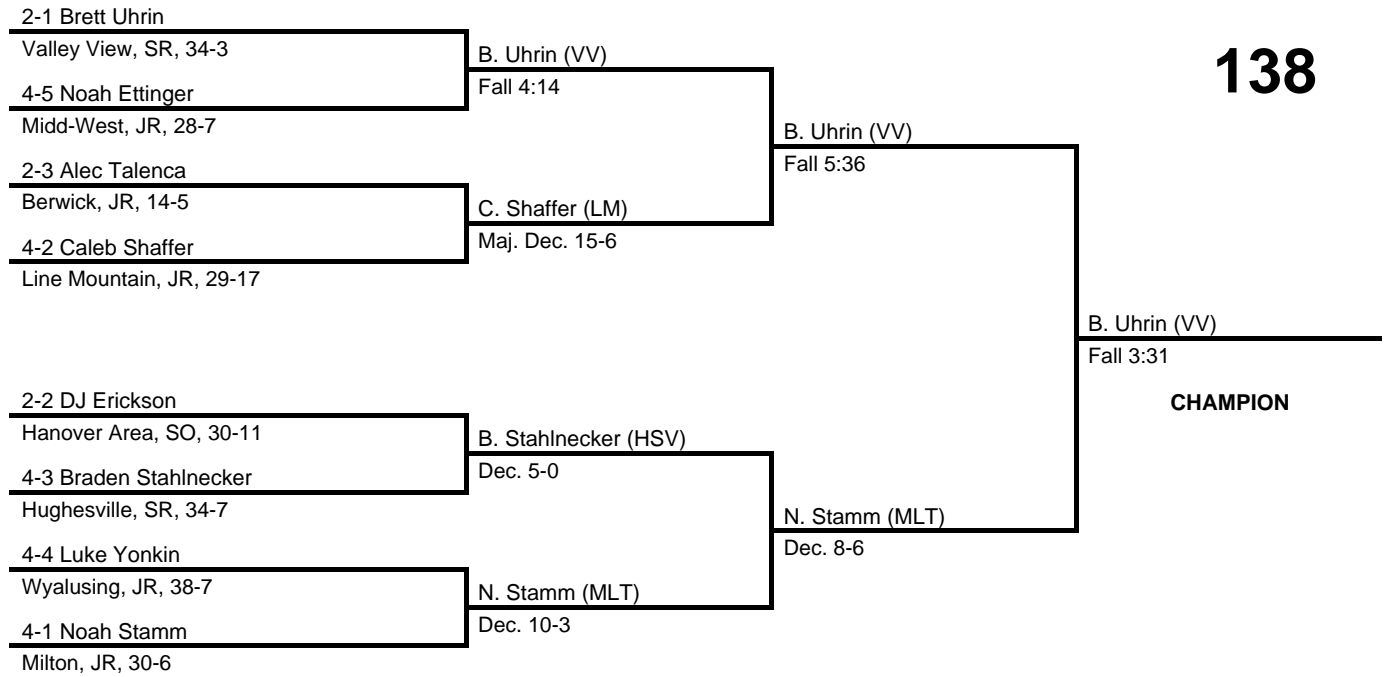 2-1 Brett Uhrin
Valley View, SR, 34-3
4-5 Noah Ettinger
Midd-West, JR, 28-7
2-3 Alec Talenca
Berwick, JR, 14-5
4-2 Caleb Shaffer
Line Mountain, JR, 29-17
2-2 DJ Erickson
Hanover Area, SO, 30-11
4-3 Braden Stahlnecker
Hughesville, SR, 34-7
4-4 Luke Yonkin
Wyalusing, JR, 38-7
4-1 Noah Stamm
Milton, JR, 30-6
B. Uhrin (VV)
Fall 4:14
C. Shaffer (LM)
Maj. Dec. 15-6
B. Stahlnecker (HSV)
Dec. 5-0
N. Stamm (MLT)
Dec. 10-3
B. Uhrin (VV)
Fall 5:36
N. Stamm (MLT)
Dec. 8-6
138
B. Uhrin (VV)
Fall 3:31
CHAMPION